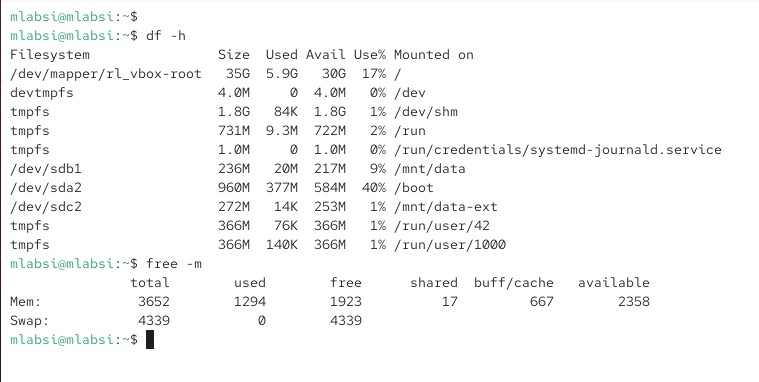 mlabsi@mlabsi:~$
mlabsi@mlabsi:~$ df -h
Filesystem                 Size  Used Avail Use% Mounted on
/dev/mapper/rl_vbox-root   35G  5.9G   30G  17% /
devtmpfs                   4.0M     0  4.0M   0% /dev
tmpfs                      1.8G   84K  1.8G   1% /dev/shm
tmpfs                      731M  9.3M  722M   2% /run
tmpfs                      1.0M     0  1.0M   0% /run/credentials/systemd-journald.service
/dev/sdb1                  236M   20M  217M   9% /mnt/data
/dev/sda2                  960M  377M  584M  40% /boot
/dev/sdc2                  272M   14K  253M   1% /mnt/data-ext
tmpfs                      366M   76K  366M   1% /run/user/42
tmpfs                      366M  140K  366M   1% /run/user/1000
mlabsi@mlabsi:~$ free -m
               total        used        free      shared  buff/cache   available
Mem:            3652        1294        1923          17         667        2358
Swap:           4339           0        4339
mlabsi@mlabsi:~$